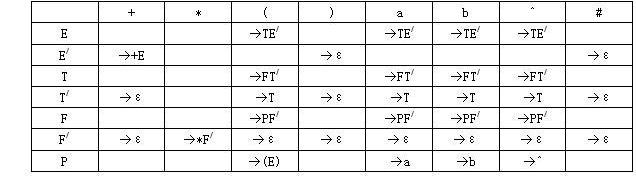 + * ( ) a b ^ #
E →TE/ →TE/ →TE/ →TE/
E/ →+E →ε →ε
T →FT/ →FT/ →FT/ →FT/
T/ →ε →T →ε →T →T →T →ε
F →PF/ →PF/ →PF/ →PF/
F/ →ε →*F/ →ε →ε →ε →ε →ε →ε
P →(E) →a →b →^